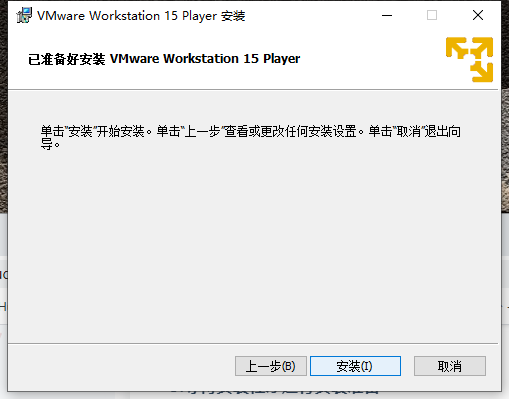 VMware Workstation 15 Player 安装
已准备好安装 VMware Workstation 15 Player
单击"安装"开始安装。单击"上一步"查看或更改任何安装设置。单击"取消"退出向
导。
上一步(B) 安装(I) 取消